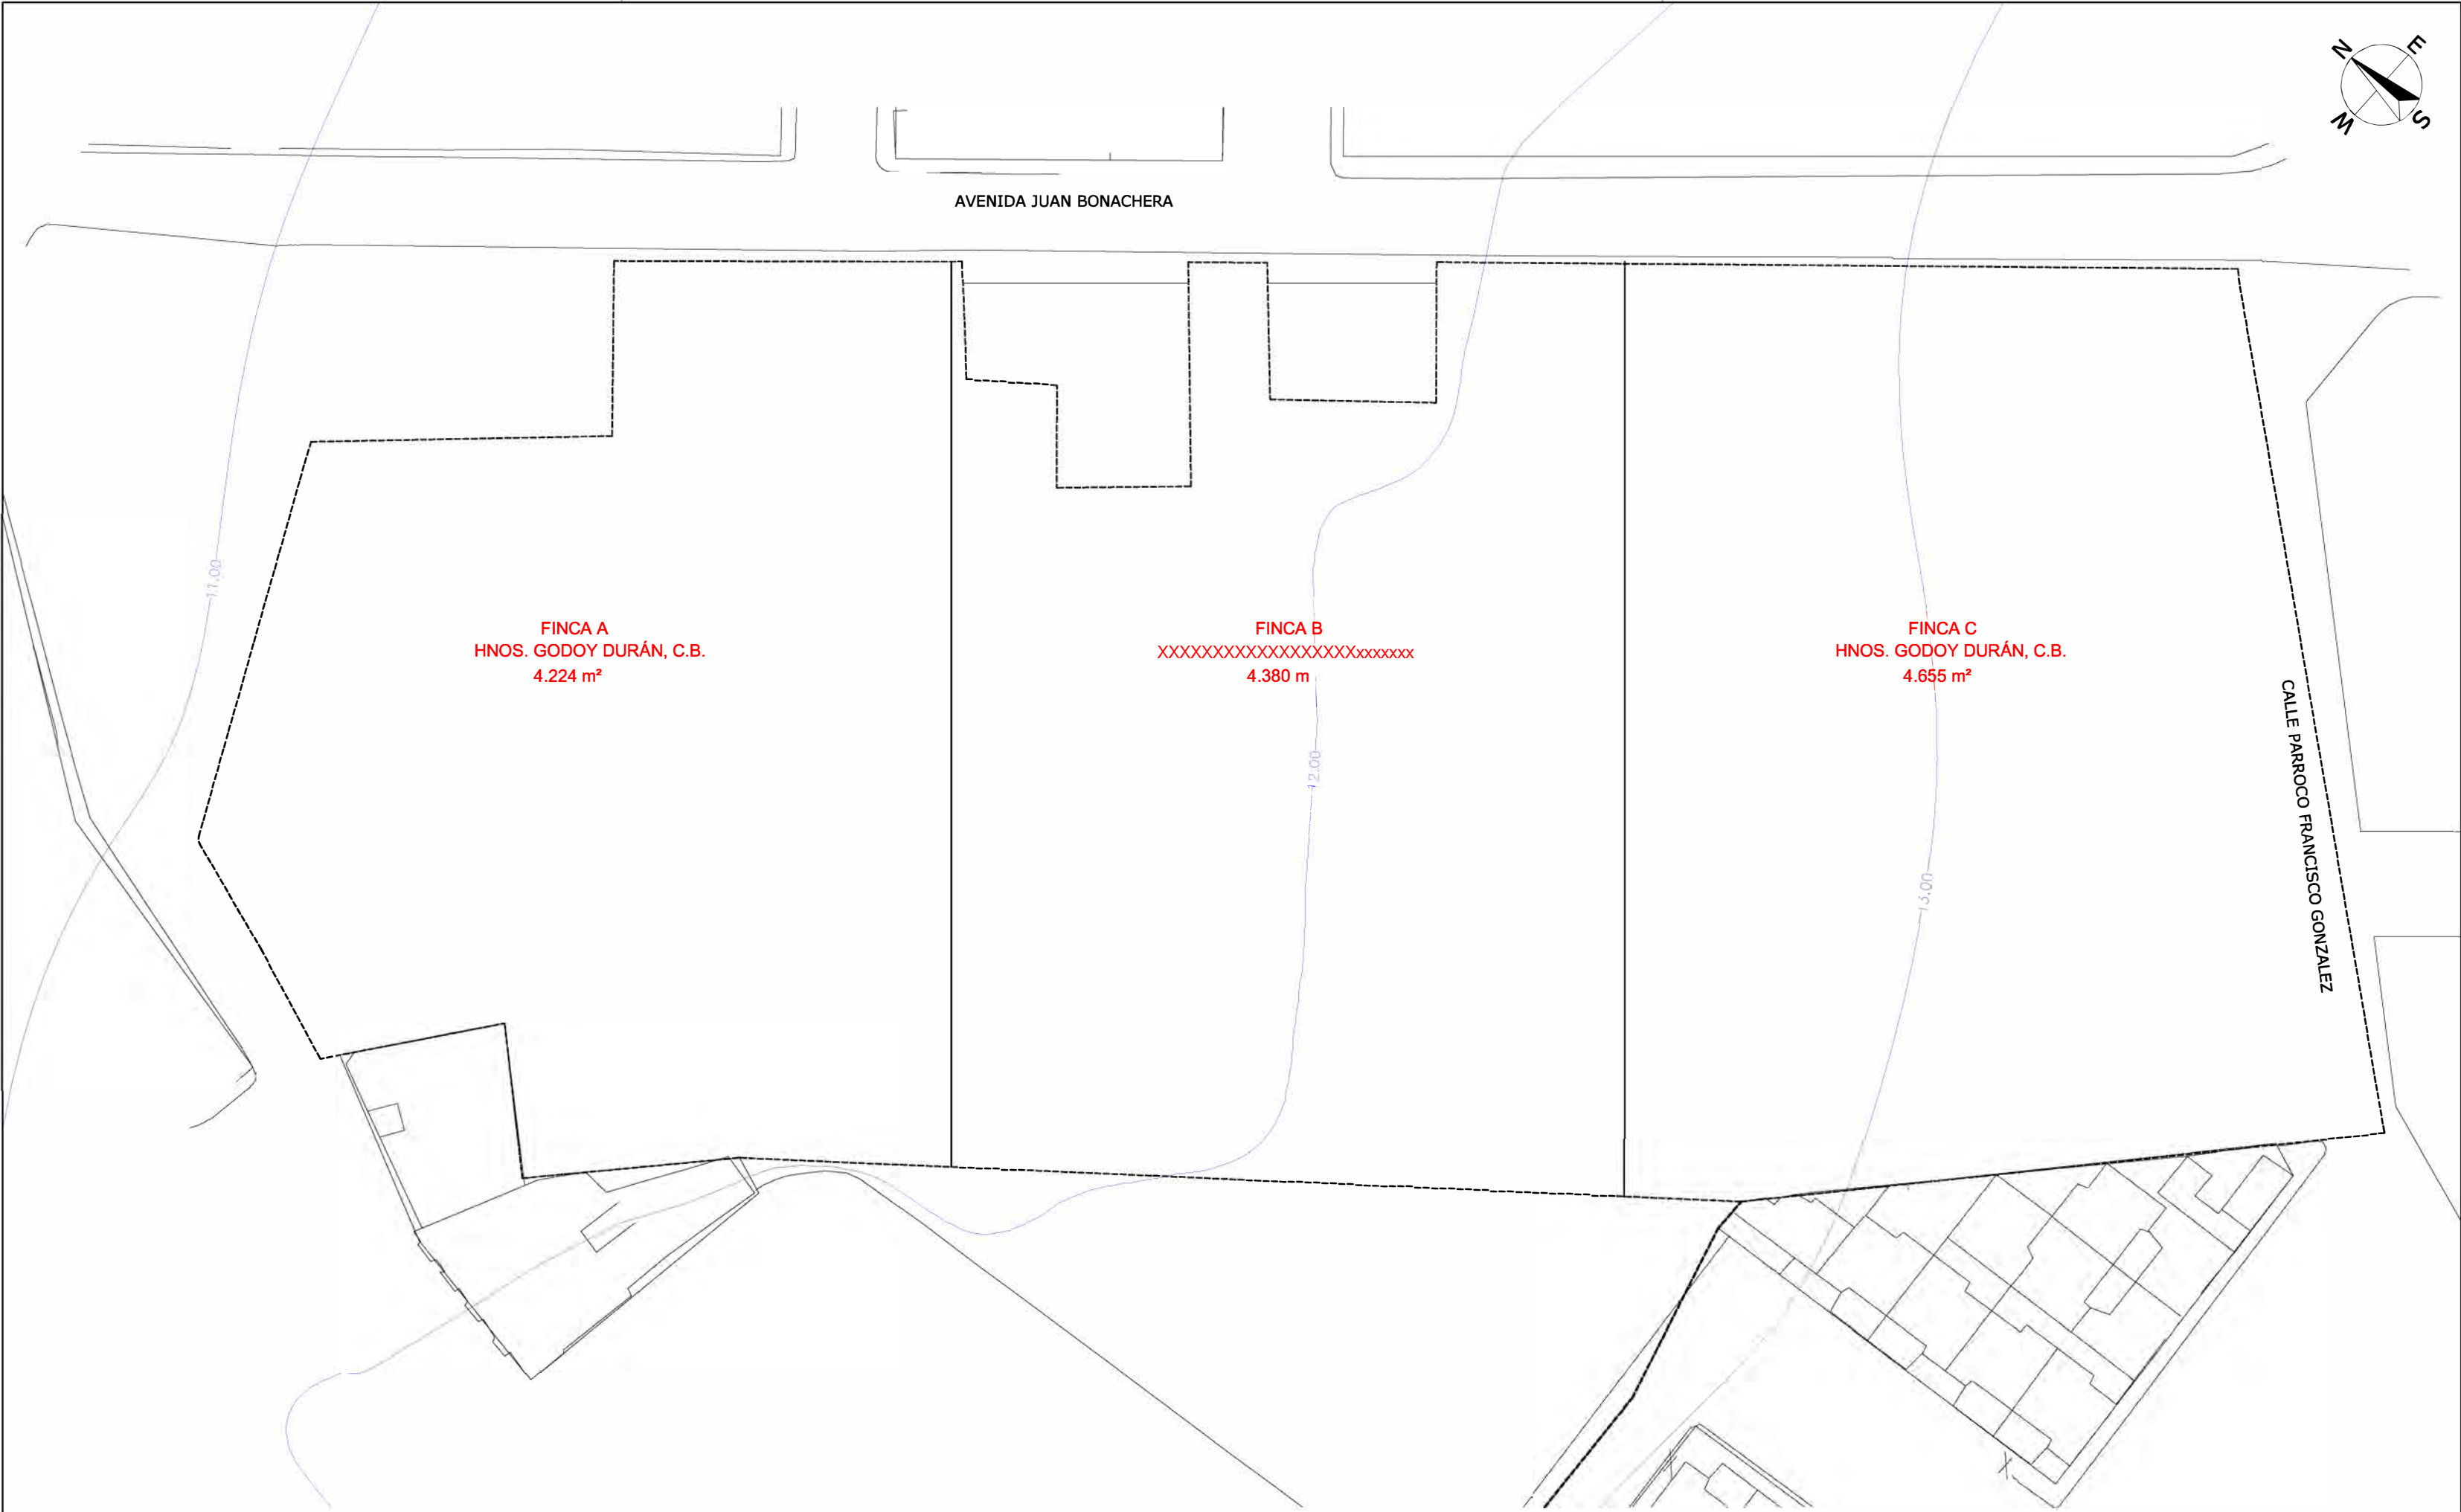 N
E
W
S
AVENIDA JUAN BONACHERA
11.00
FINCA A
HNOS. GODOY DURÁN, C.B.
4.224 m²
FINCA B
XXXXXXXXXXXXXXXXXXxxxxxxx
4.380 m
FINCA C
HNOS. GODOY DURÁN, C.B.
4.655 m²
12.00
13.00
CALLE PARROCO FRANCISCO GONZALEZ